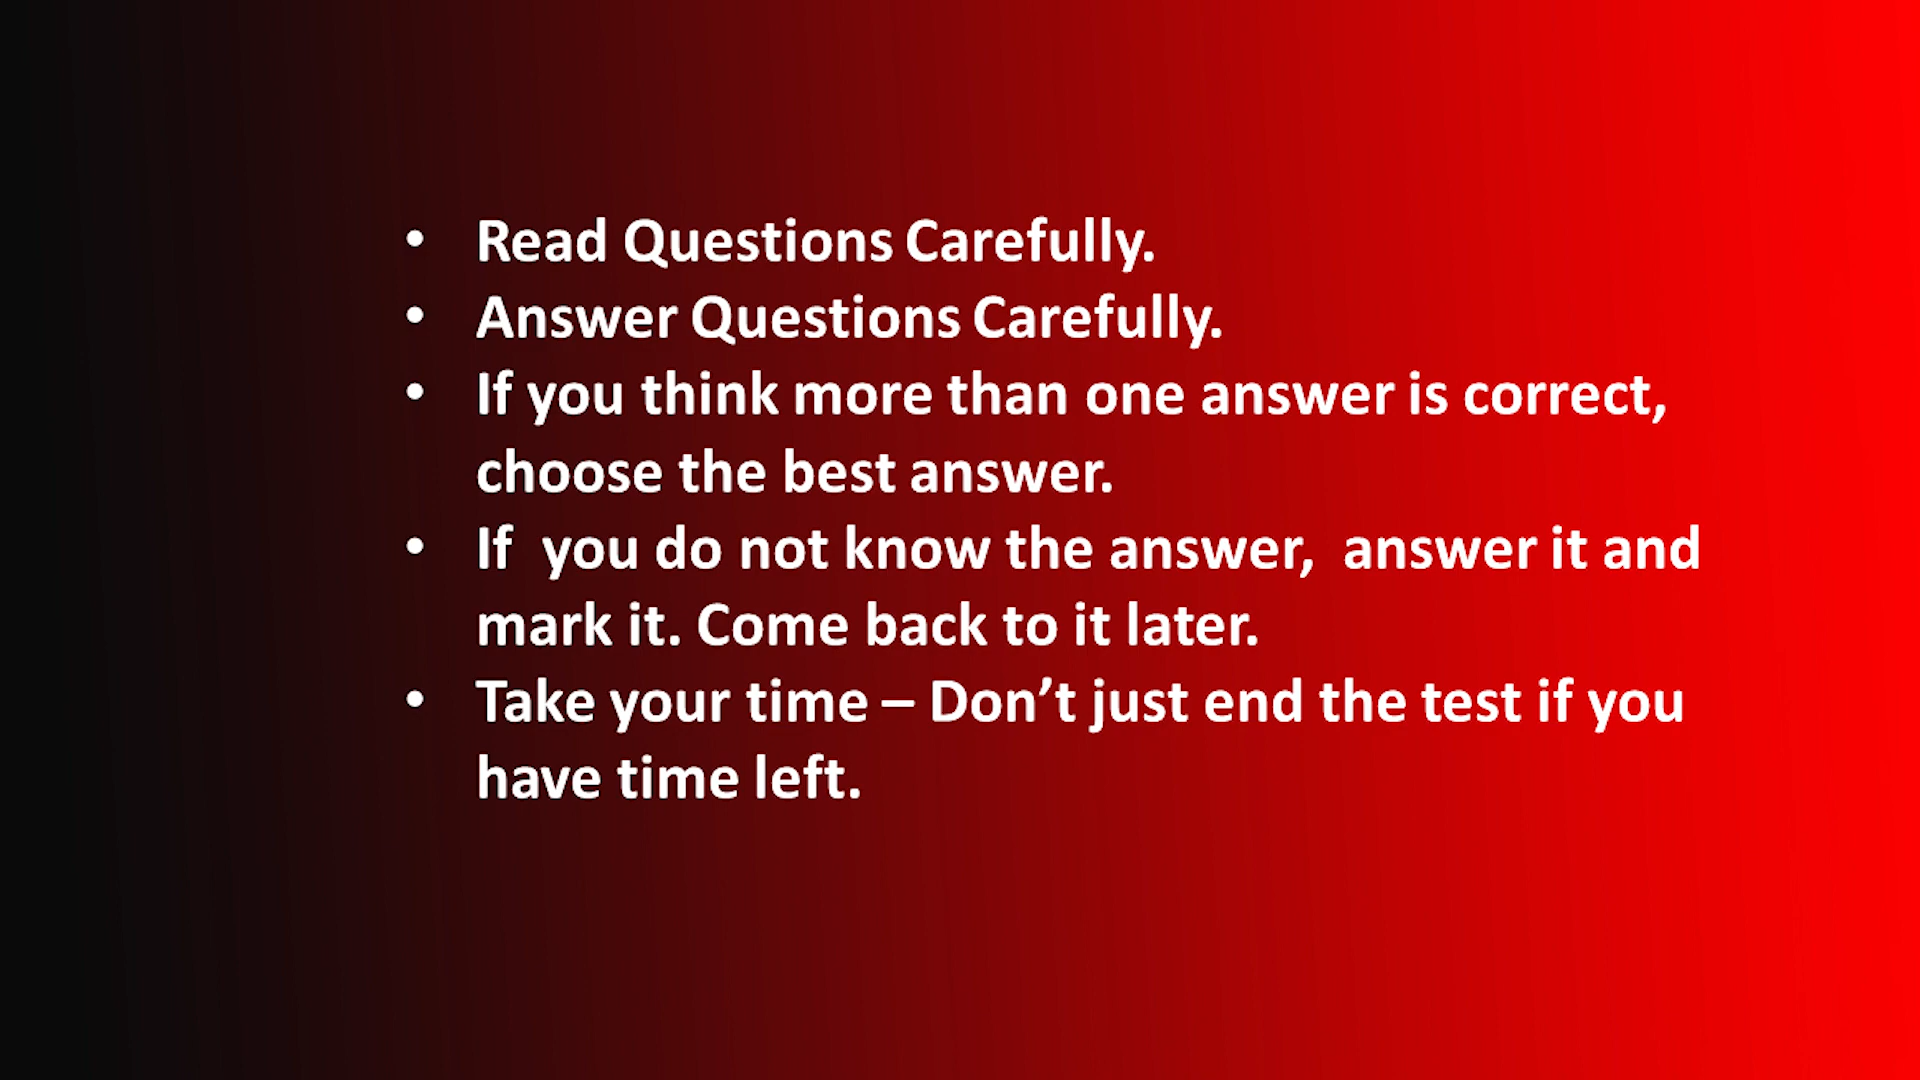 • Read Questions Carefully.
• Answer Questions Carefully.
• If you think more than one answer is correct,
choose the best answer.
• If  you do not know the answer,  answer it and
mark it. Come back to it later.
• Take your time – Don’t just end the test if you
have time left.